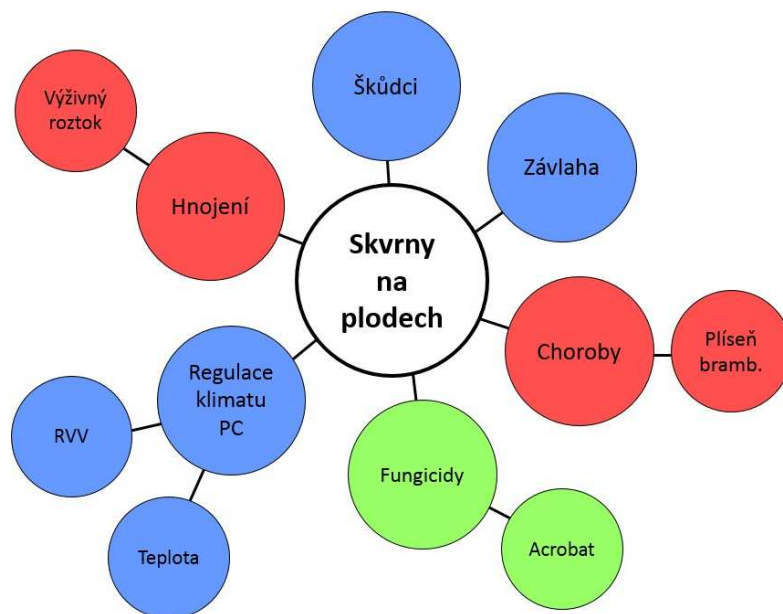 Výživný
roztok
Škůdci
Hnojení
Závlaha
Skvrny
na
plodech
Choroby
Plíseň
bramb.
Regulace
klimatu
PC
RVV
Fungicidy
Teplota
Acrobat